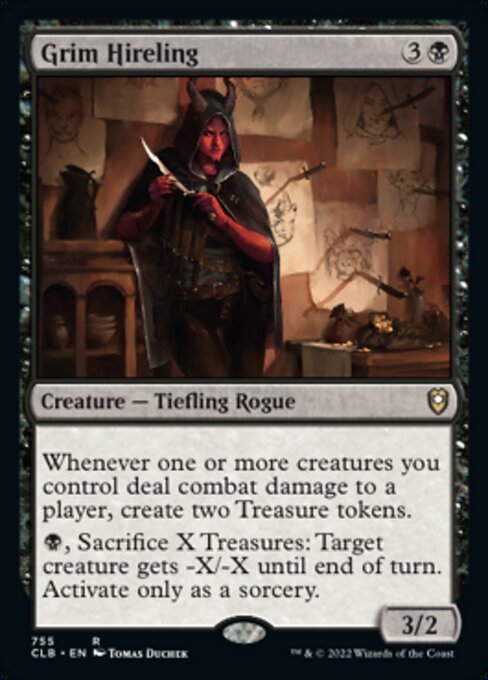 Grim Hireling 3
Creature — Tiefling Rogue
Whenever one or more creatures you
control deal combat damage to a
player, create two Treasure tokens.
, Sacrifice X Treasures: Target
creature gets -X/-X until end of turn.
Activate only as a sorcery.
3/2
755 R
CLB • EN Tomas Duchek
™ & © 2022 Wizards of the Coast